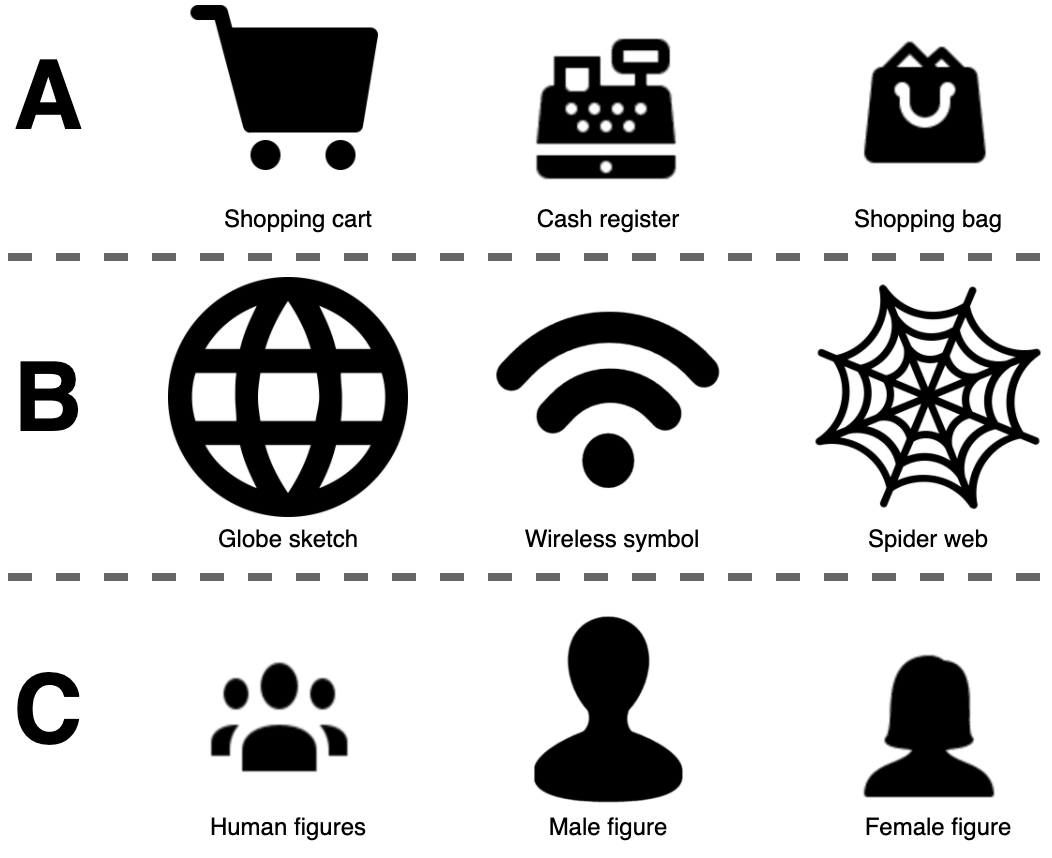 A
Shopping cart
Cash register
Shopping bag
B
Globe sketch
Wireless symbol
Spider web
C
Human figures
Male figure
Female figure